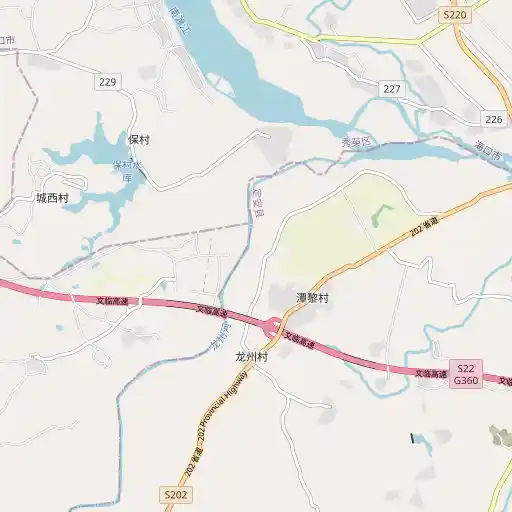 南渡江
S220
口市
229
227
226
保村
秀英区
海口市
保村水
库
城西村
定安县
202 省道
文临高速
文临高速
潭黎村
龙州河
文临高速
龙州村
S22
G360
文临高速
文临
202 省道 - 202 Provincial Highway
S202